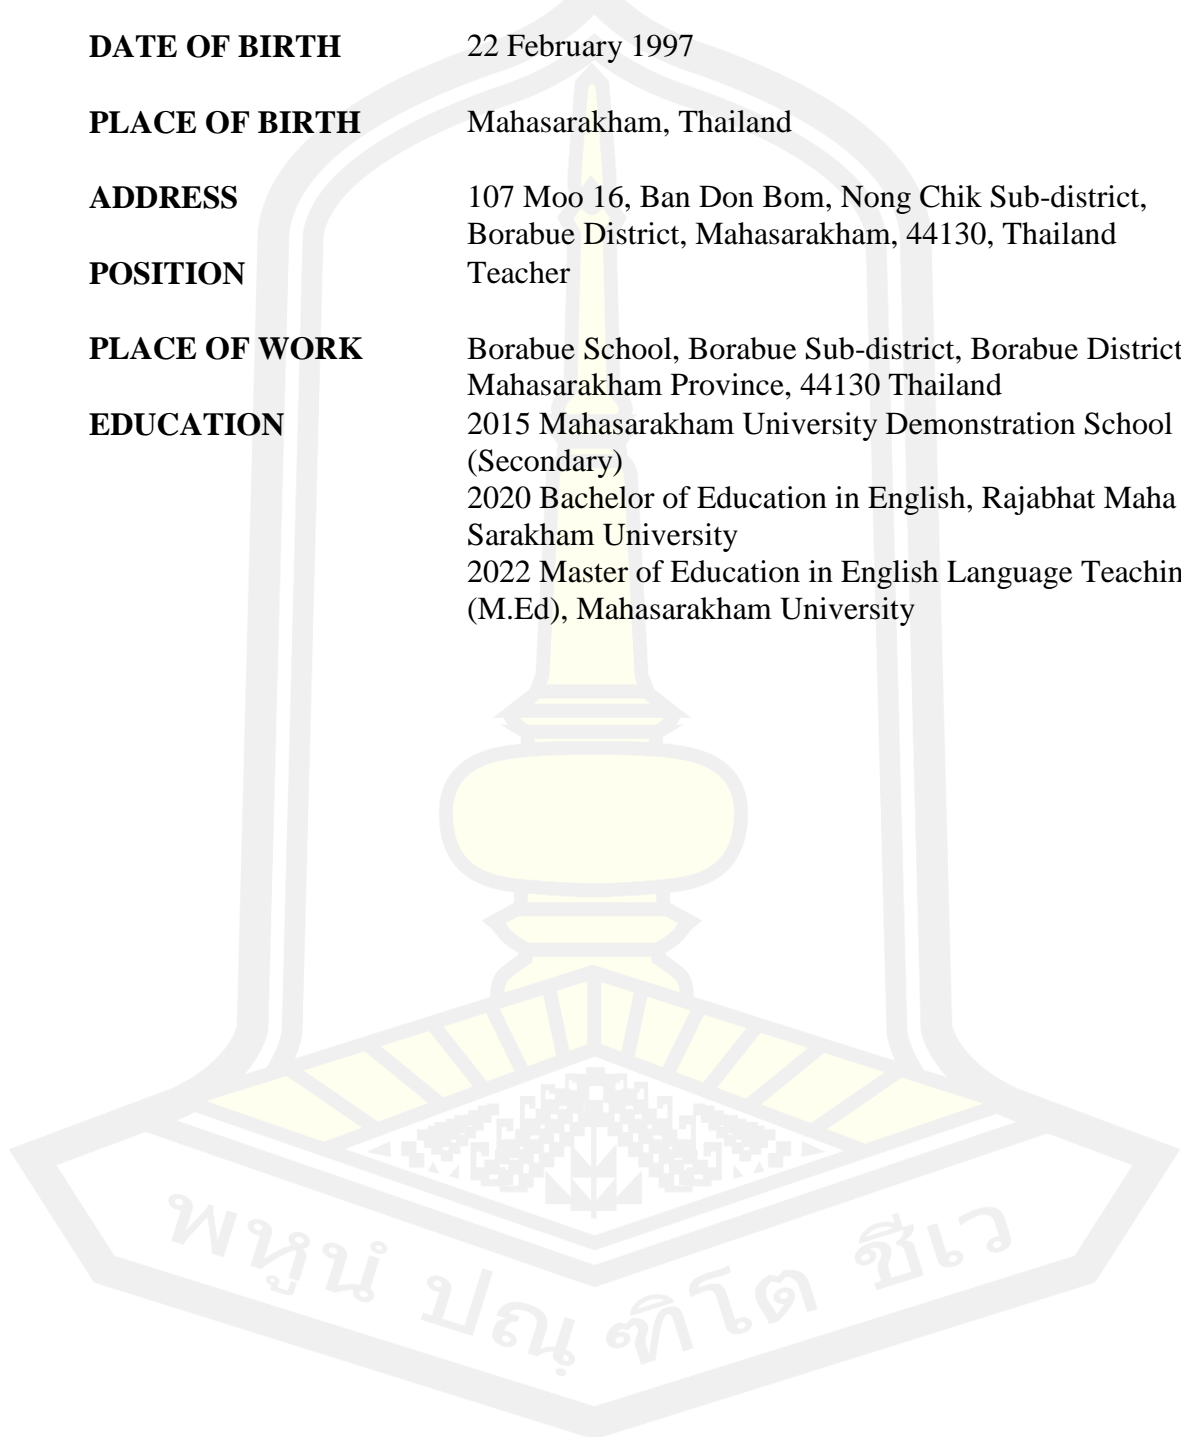 DATE OF BIRTH 22 February 1997
PLACE OF BIRTH Mahasarakham, Thailand
ADDRESS 107 Moo 16, Ban Don Bom, Nong Chik Sub-district,
Borabue District, Mahasarakham, 44130, Thailand
POSITION Teacher
PLACE OF WORK Borabue School, Borabue Sub-district, Borabue District
Mahasarakham Province, 44130 Thailand
EDUCATION 2015 Mahasarakham University Demonstration School
(Secondary)
2020 Bachelor of Education in English, Rajabhat Maha
Sarakham University
2022 Master of Education in English Language Teachin
(M.Ed), Mahasarakham University
พหูนํ ปณฺฑิโต ชีเว